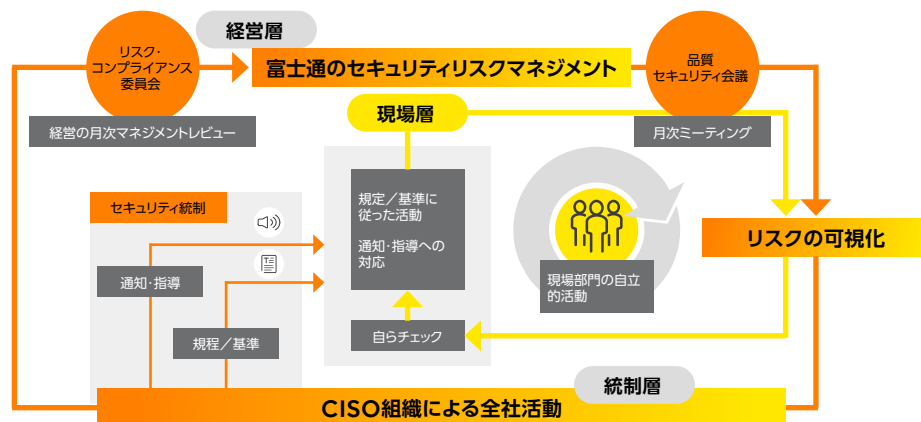 経営層
リスク・
コンプライアンス
委員会
富士通のセキュリティリスクマネジメント
品質
セキュリティ会議
経営の月次マネジメントレビュー
現場層
月次ミーティング
セキュリティ統制
規定／基準に
従った活動
通知・指導への
対応
リスクの可視化
通知・指導
現場部門の自立
的活動
規程／基準
自らチェック
統制層
CISO組織による全社活動